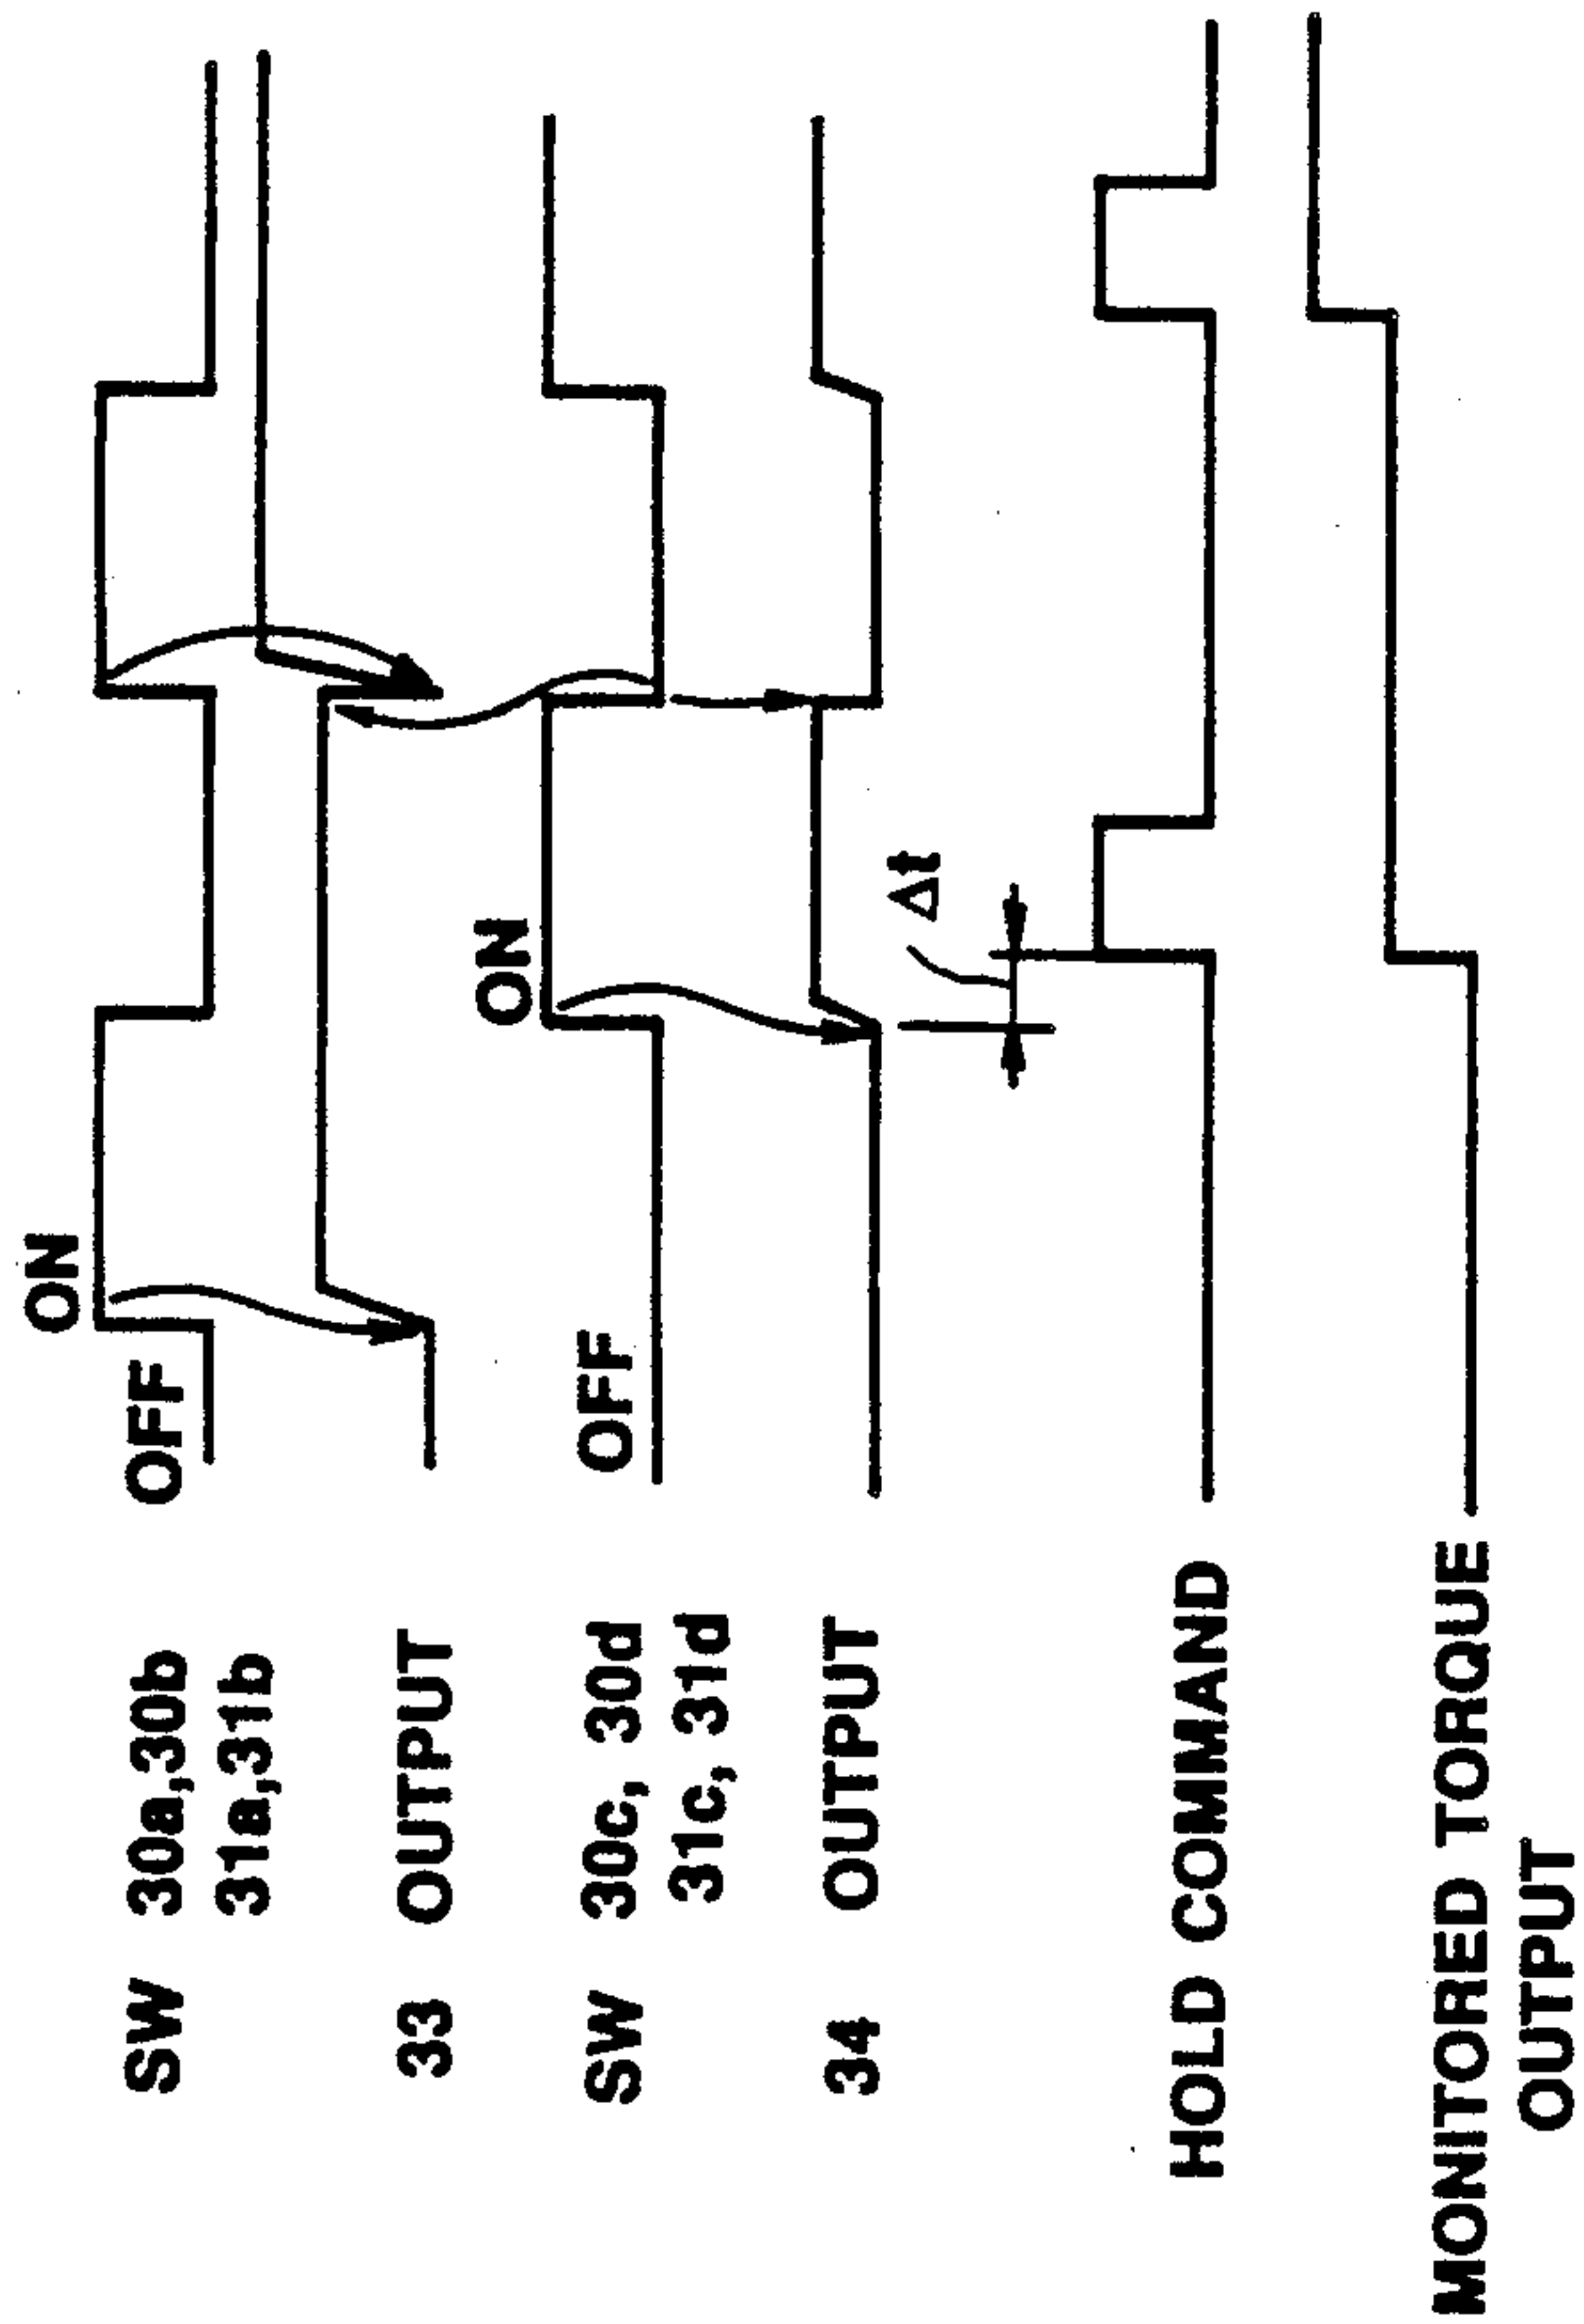 ON
SW 30a,30b OFF
31a,31b
33 OUTPUT
ON
SW 30c, 30d OFF
31c, 31d
34 OUTPUT
Δt
HOLD COMMAND
MONITORED TORQUE
OUTPUT